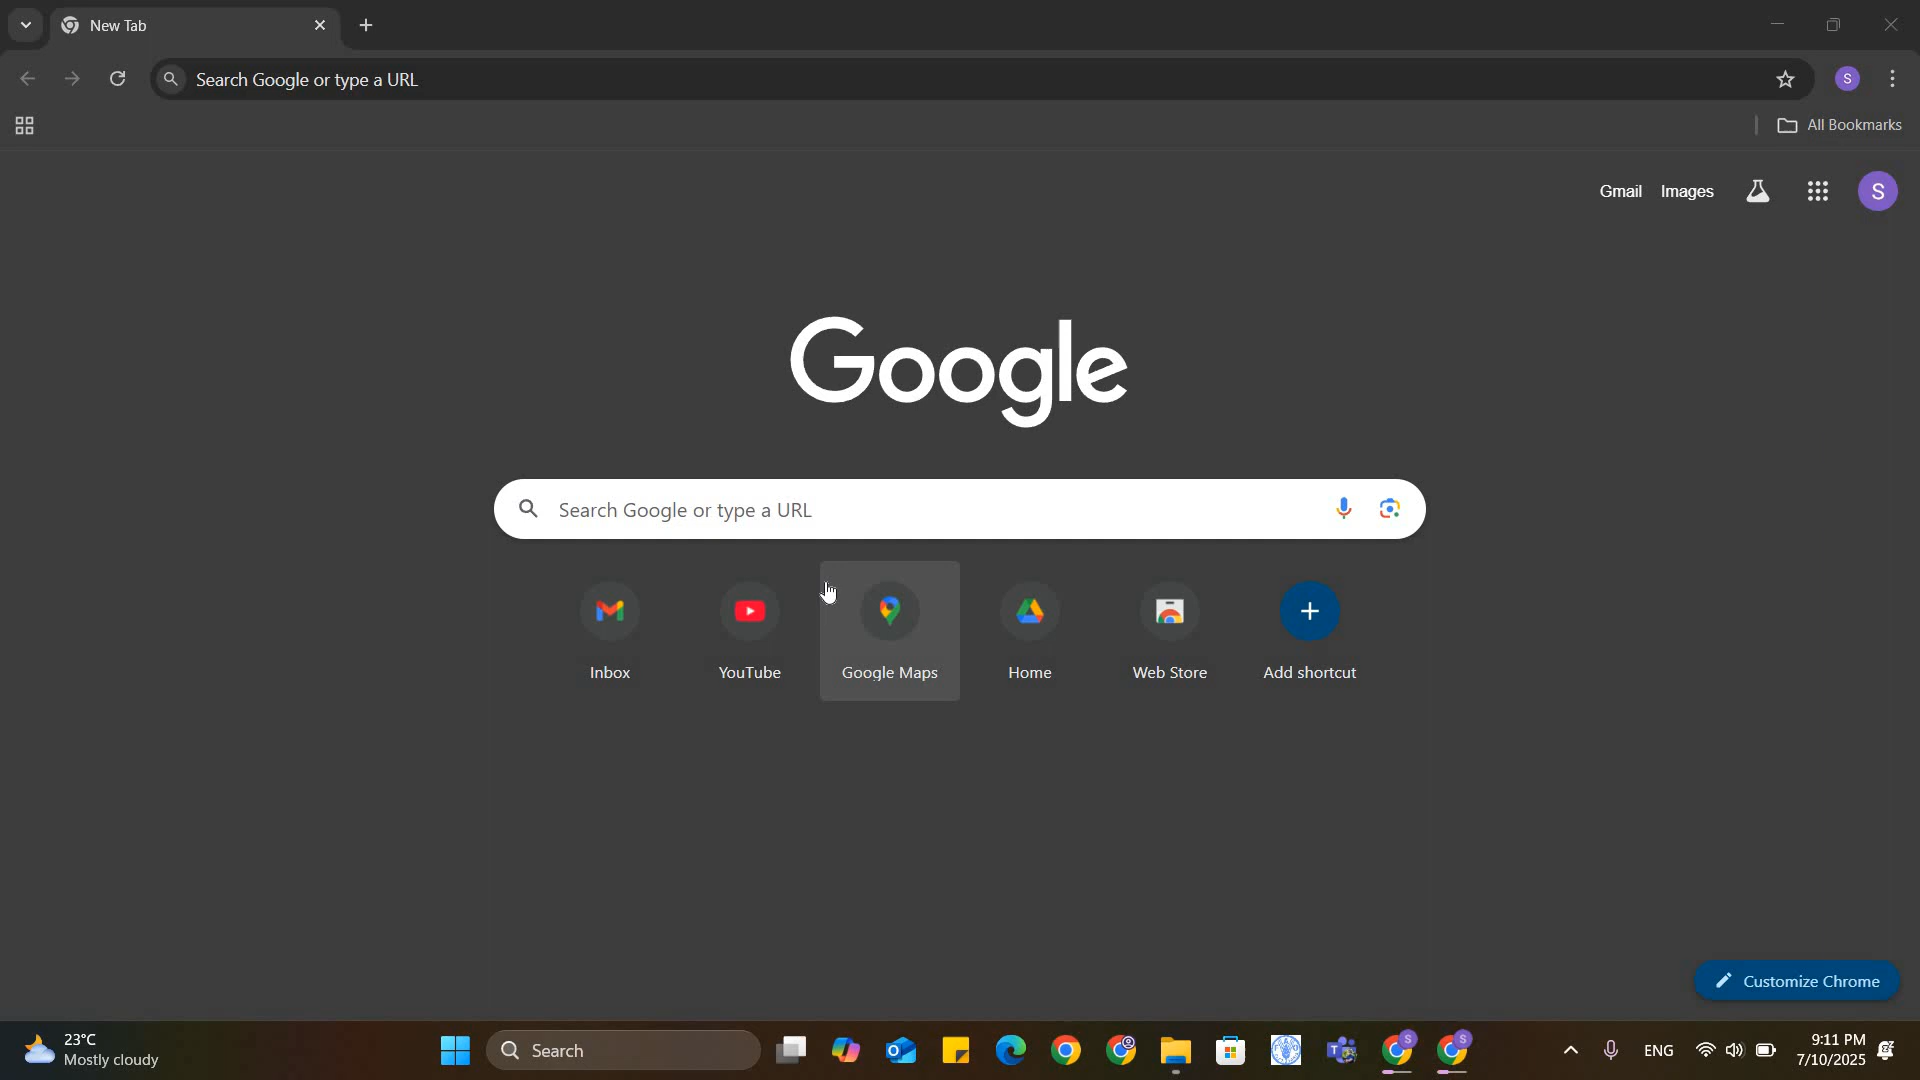 New Tab
Search Google or type a URL
S
All Bookmarks
Gmail Images
S
Google
Search Google or type a URL
Inbox YouTube Google Maps Home Web Store Add shortcut
Customize Chrome
23°C
Mostly cloudy
Search
ENG
9:11 PM
7/10/2025